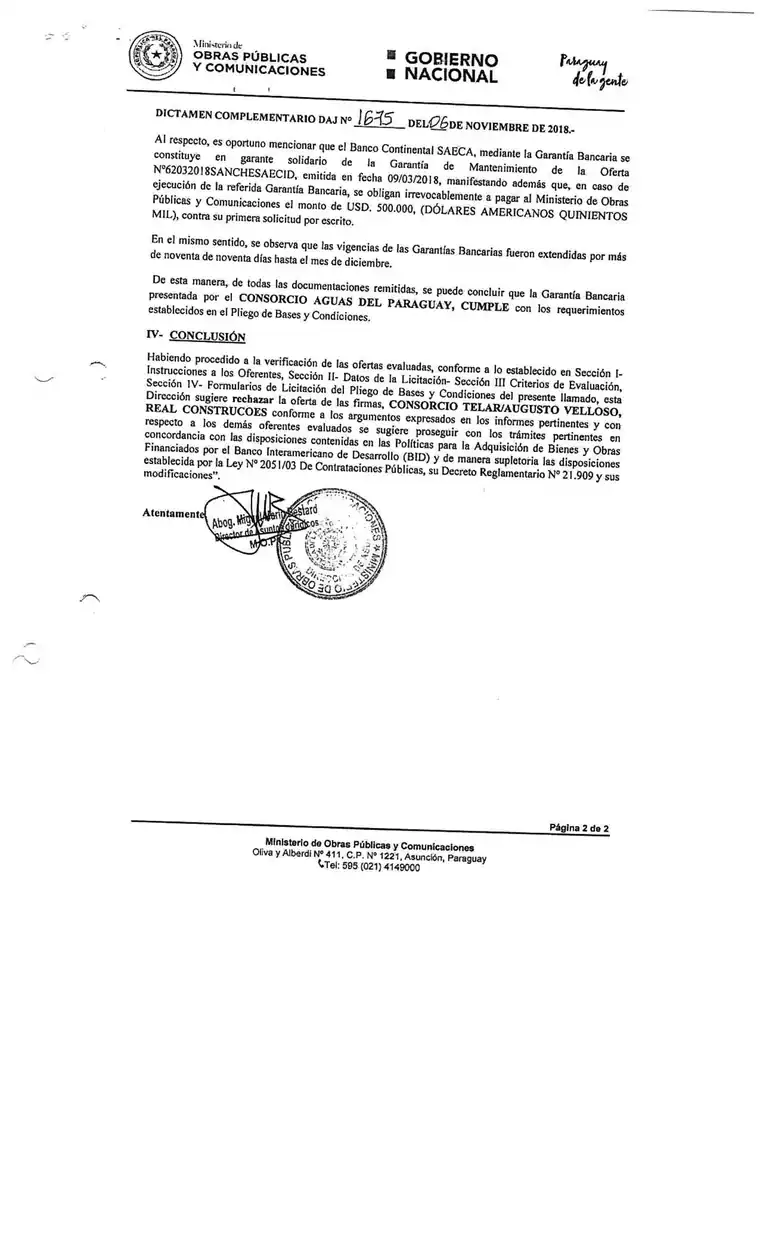 Ministerio de
OBRAS PÚBLICAS
Y COMUNICACIONES
GOBIERNO
NACIONAL
Paraguay
de la gente
DICTAMEN COMPLEMENTARIO DAJ Nº 1675 DEL 06 DE NOVIEMBRE DE 2018.-
Al respecto, es oportuno mencionar que el Banco Continental SAECA, mediante la Garantía Bancaria se
constituye en garante solidario de la Garantía de Mantenimiento de la Oferta
Nº62032018SANCHESAECID, emitida en fecha 09/03/2018, manifestando además que, en caso de
ejecución de la referida Garantía Bancaria, se obligan irrevocablemente a pagar al Ministerio de Obras
Públicas y Comunicaciones el monto de USD. 500.000, (DÓLARES AMERICANOS QUINIENTOS
MIL), contra su primera solicitud por escrito.
En el mismo sentido, se observa que las vigencias de las Garantías Bancarias fueron extendidas por más
de noventa de noventa días hasta el mes de diciembre.
De esta manera, de todas las documentaciones remitidas, se puede concluir que la Garantía Bancaria
presentada por el CONSORCIO AGUAS DEL PARAGUAY, CUMPLE con los requerimientos
establecidos en el Pliego de Bases y Condiciones.
IV- CONCLUSIÓN
Habiendo procedido a la verificación de las ofertas evaluadas, conforme a lo establecido en Sección I-
Instrucciones a los Oferentes, Sección II- Datos de la Licitación- Sección III Criterios de Evaluación,
Sección IV- Formularios de Licitación del Pliego de Bases y Condiciones del presente llamado, esta
Dirección sugiere rechazar la oferta de las firmas, CONSORCIO TELAR/AUGUSTO VELLOSO,
REAL CONSTRUCOES conforme a los argumentos expresados en los informes pertinentes y con
respecto a los demás oferentes evaluados se sugiere proseguir con los trámites pertinentes en
concordancia con las disposiciones contenidas en las Políticas para la Adquisición de Bienes y Obras
Financiados por el Banco Interamericano de Desarrollo (BID) y de manera supletoria las disposiciones
establecida por la Ley Nº 2051/03 De Contrataciones Públicas, su Decreto Reglamentario Nº 21.909 y sus
modificaciones”.
Atentamente
Abog.
Director de Asuntos Jurídicos
MINISTERIO DE OBRAS
Página 2 de 2
Ministerio de Obras Públicas y Comunicaciones
Oliva y Alberdi Nº 411, C.P. Nº 1221, Asunción, Paraguay
Tel: 595 (021) 4149000